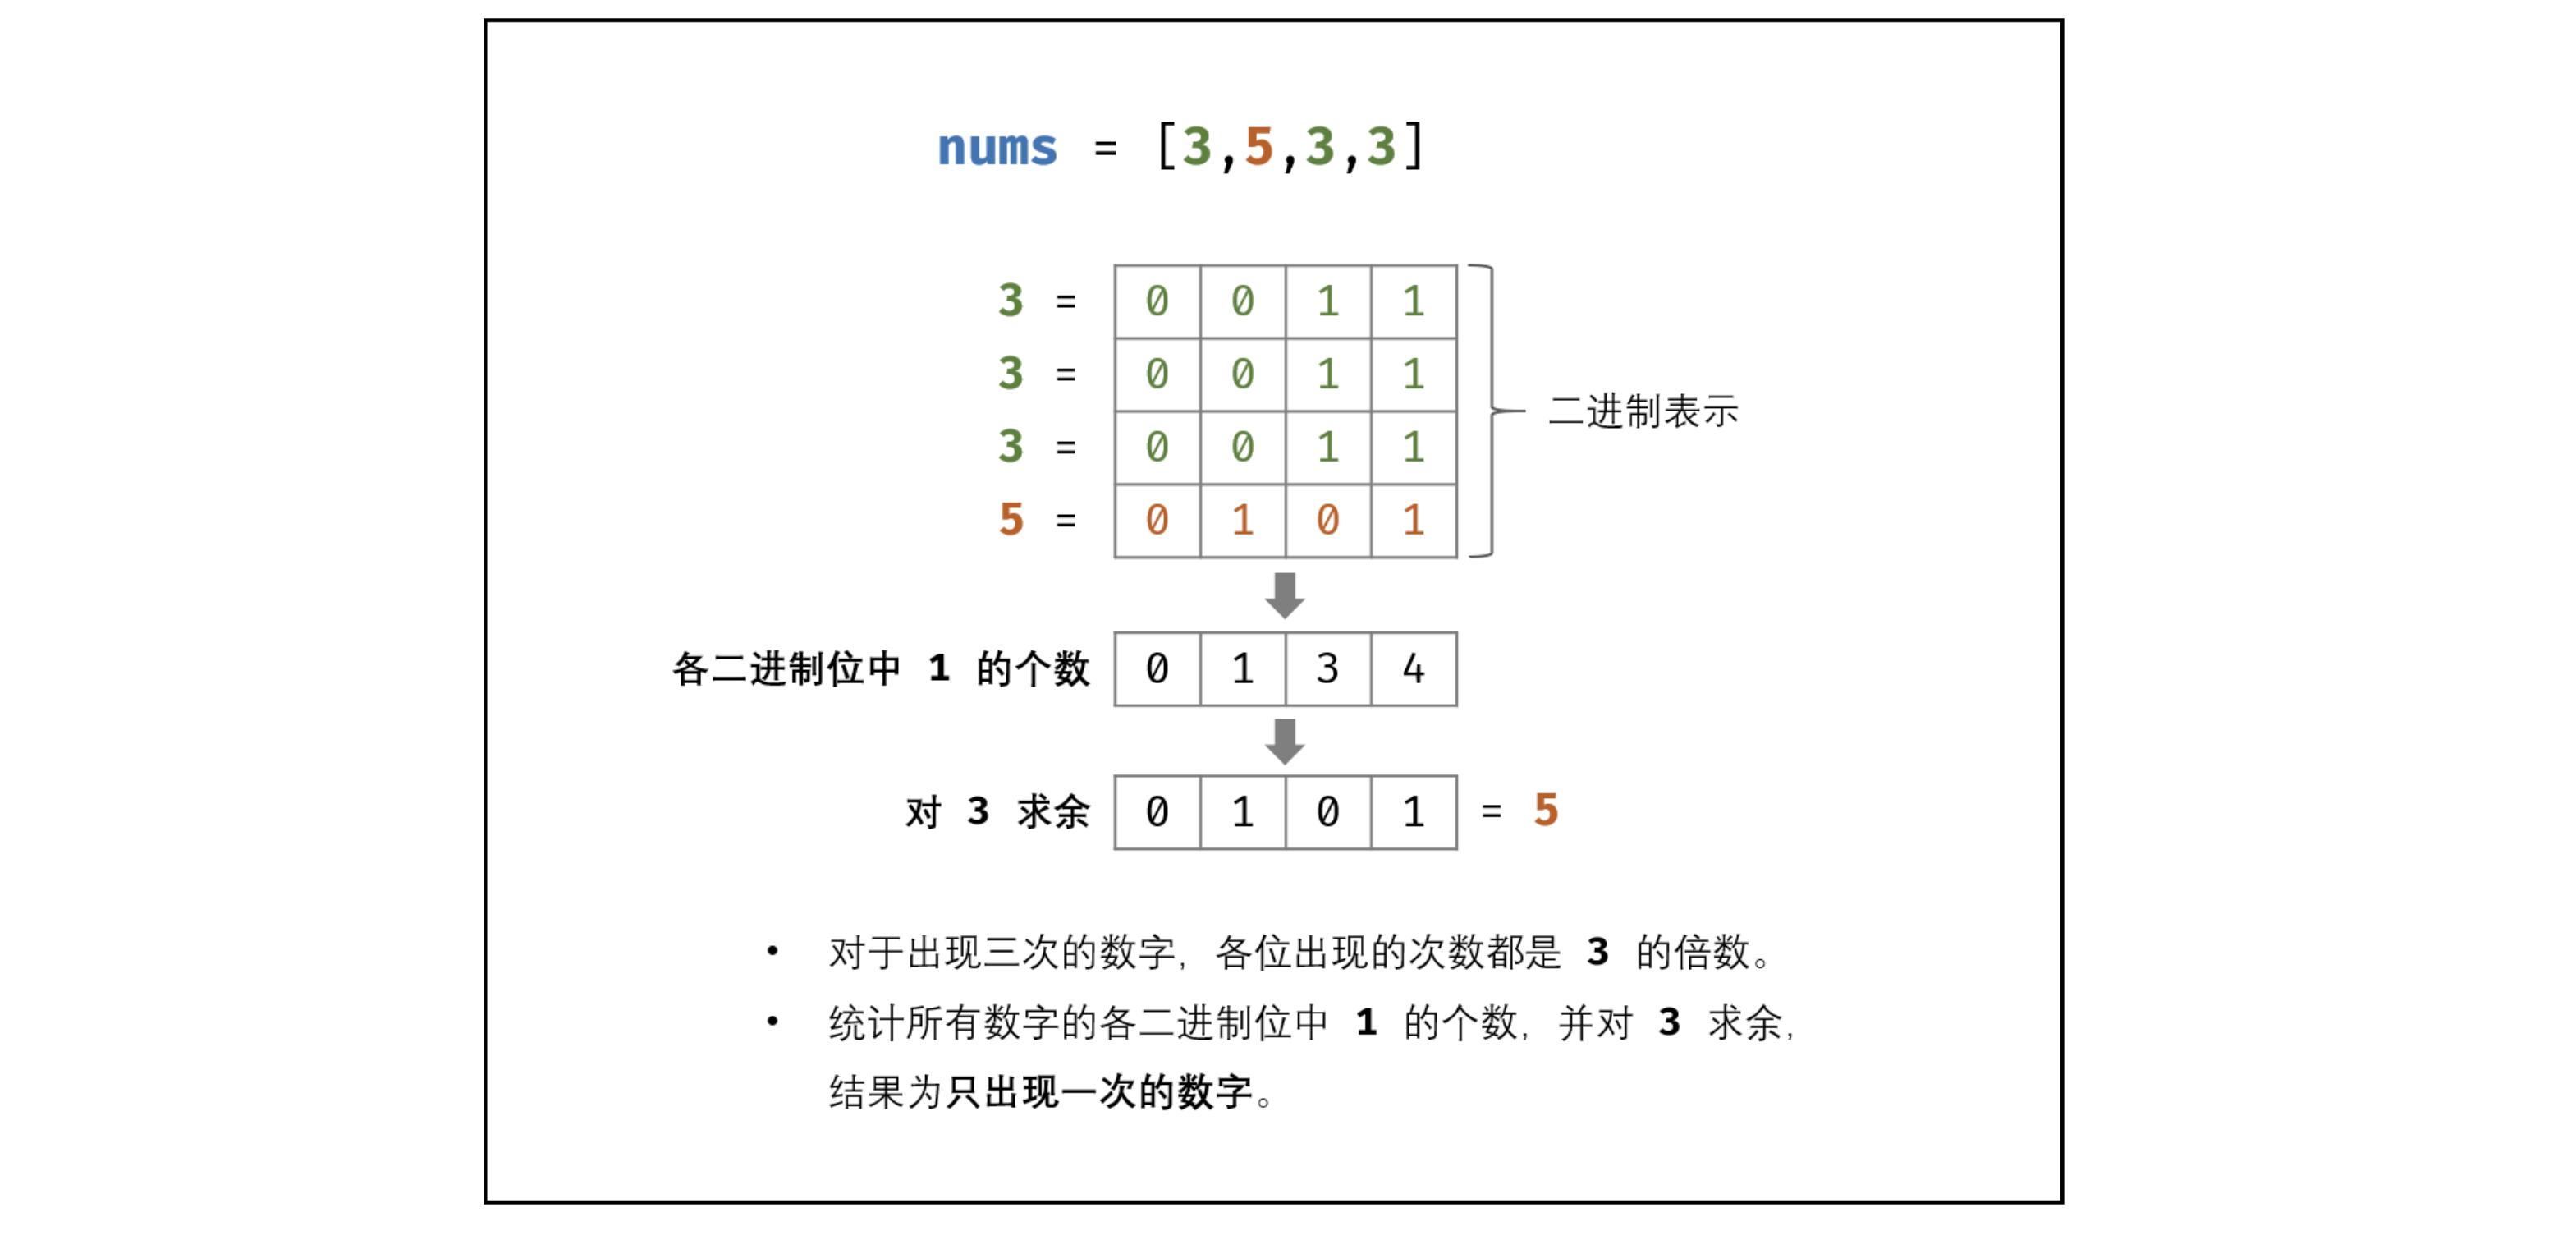 nums = [3,5,3,3]
3 = 0 0 1 1
3 = 0 0 1 1
3 = 0 0 1 1
5 = 0 1 0 1
二进制表示
各二进制位中 1 的个数 0 1 3 4
对 3 求余 0 1 0 1 = 5
• 对于出现三次的数字，各位出现的次数都是 3 的倍数。
• 统计所有数字的各二进制位中 1 的个数，并对 3 求余，
结果为只出现一次的数字。